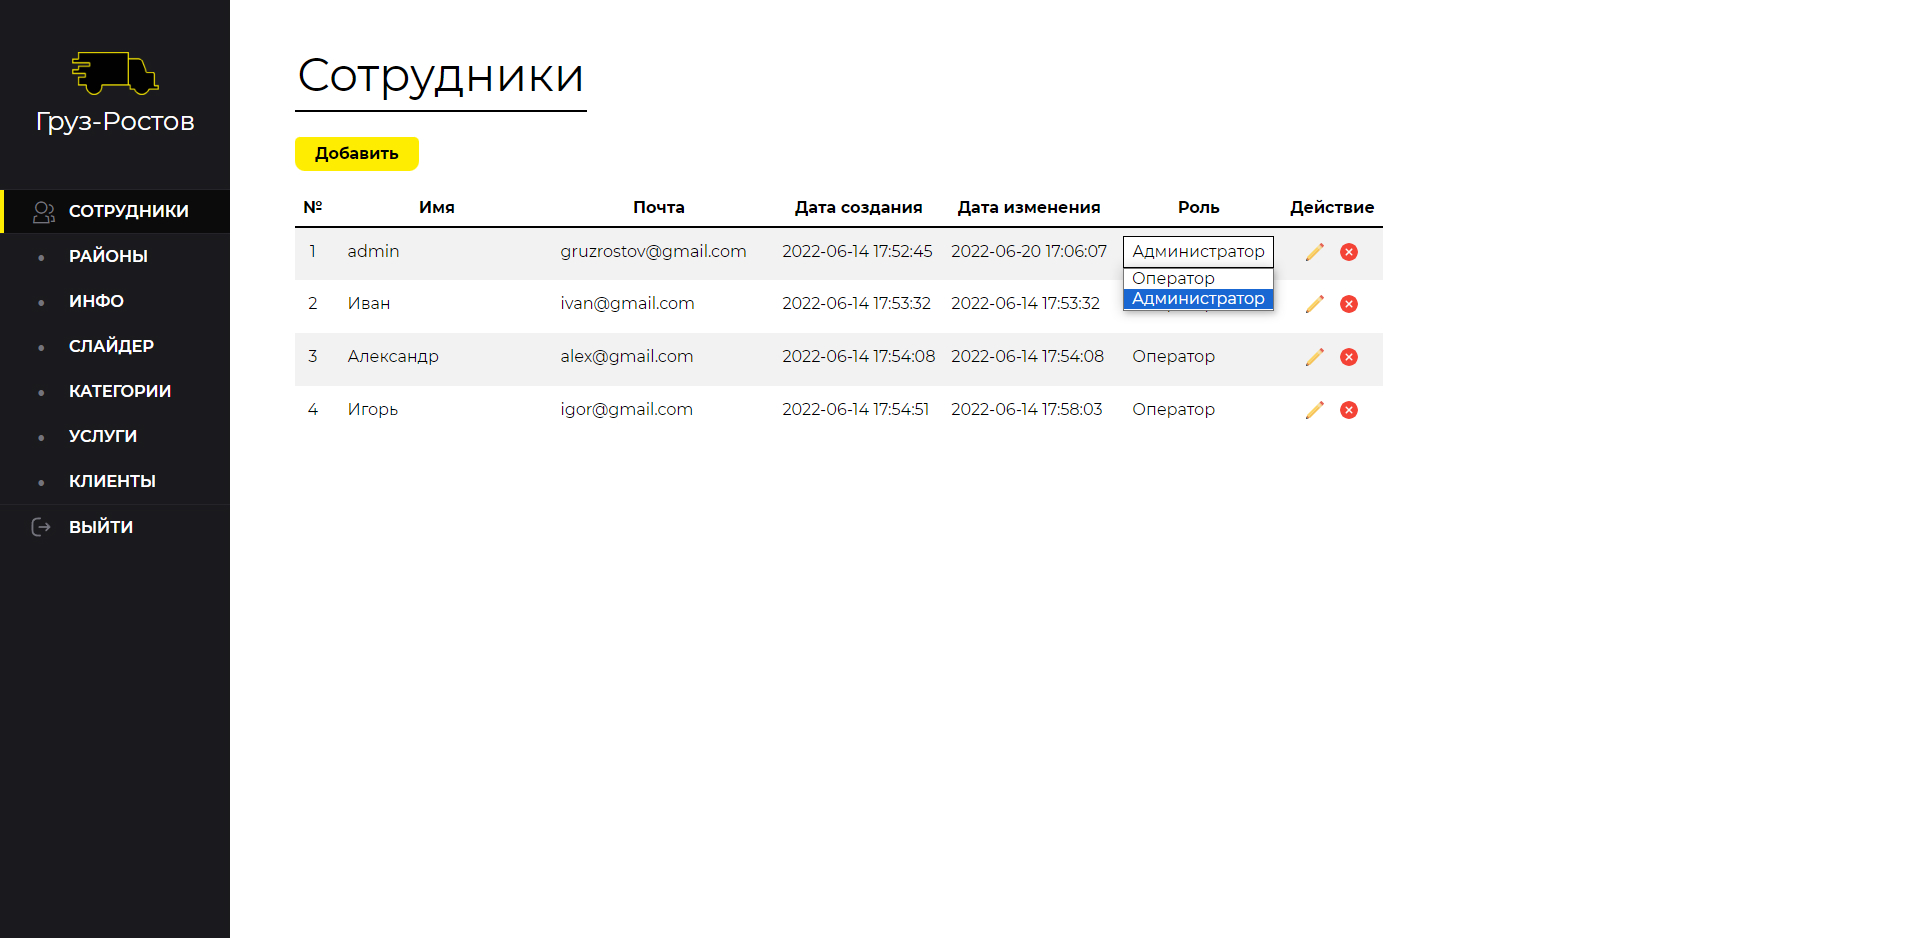 Груз-Ростов
СОТРУДНИКИ
РАЙОНЫ
ИНФО
СЛАЙДЕР
КАТЕГОРИИ
УСЛУГИ
КЛИЕНТЫ
ВЫЙТИ
Сотрудники
Добавить
№ Имя Почта Дата создания Дата изменения Роль Действие
1 admin gruzrostov@gmail.com 2022-06-14 17:52:45 2022-06-20 17:06:07 Администратор
Оператор
Администратор
2 Иван ivan@gmail.com 2022-06-14 17:53:32 2022-06-14 17:53:32
3 Александр alex@gmail.com 2022-06-14 17:54:08 2022-06-14 17:54:08 Оператор
4 Игорь igor@gmail.com 2022-06-14 17:54:51 2022-06-14 17:58:03 Оператор